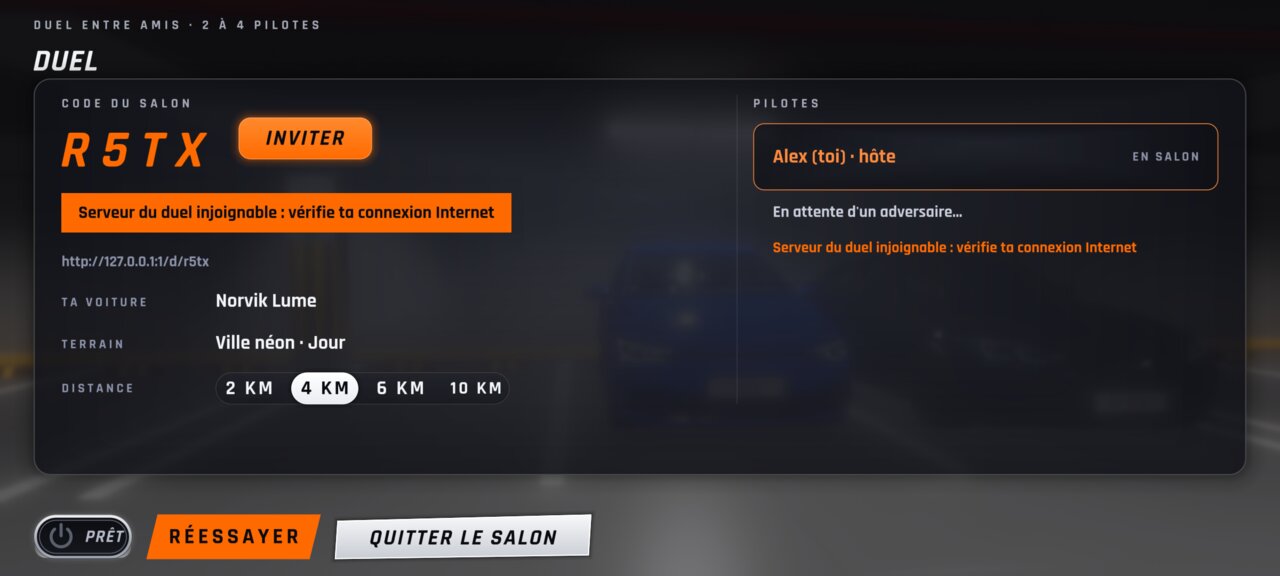 DUEL ENTRE AMIS · 2 À 4 PILOTES
DUEL
CODE DU SALON
R5TX
INVITER
Serveur du duel injoignable : vérifie ta connexion Internet
http://127.0.0.1:1/d/r5tx
TA VOITURE Norvik Lume
TERRAIN Ville néon · Jour
DISTANCE 2 KM 4 KM 6 KM 10 KM
PILOTES
Alex (toi) · hôte EN SALON
En attente d'un adversaire...
Serveur du duel injoignable : vérifie ta connexion Internet
PRÊT RÉESSAYER QUITTER LE SALON